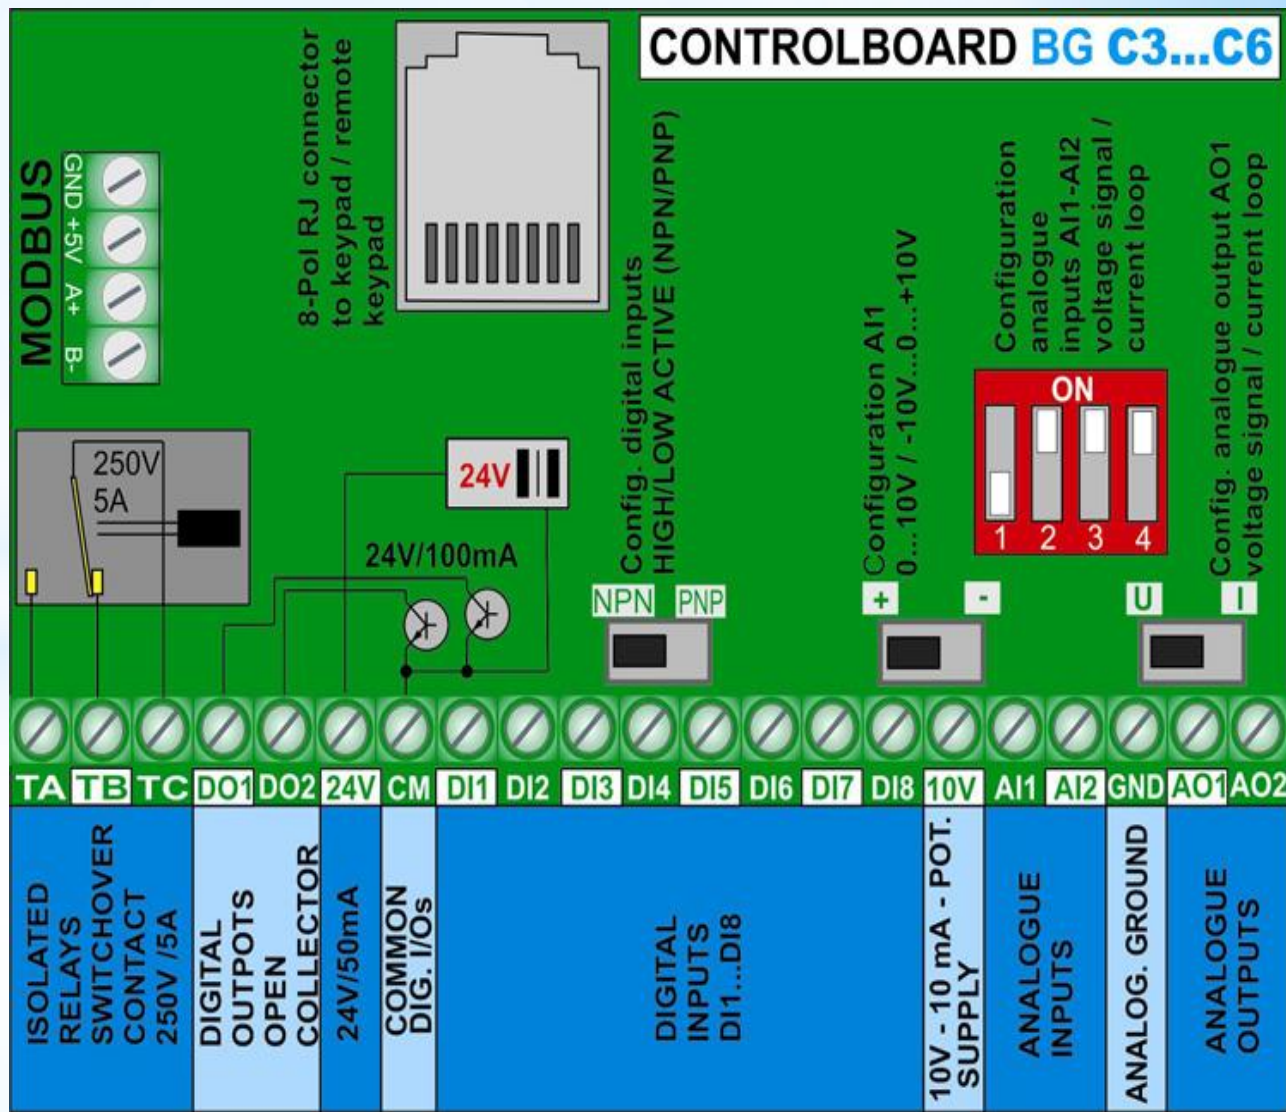 CONTROLBOARD BG C3...C6
8-Pol RJ connector
to keypad / remote
keypad
MODBUS
GND +5V A+ B-
Config. digital inputs
HIGH/LOW ACTIVE (NPN/PNP)
Configuration AI1
0...10V / -10V...0...+10V
Configuration
analogue
inputs AI1-AI2
voltage signal /
current loop
Config. analogue output AO1
voltage signal / current loop
ON
1 2 3 4
250V
5A
24V
24V/100mA
NPN PNP
+ -
U I
TA TB TC DO1 DO2 24V CM DI1 DI2 DI3 DI4 DI5 DI6 DI7 DI8 10V AI1 AI2 GND AO1 AO2
ISOLATED
RELAYS
SWITCHOVER
CONTACT
250V /5A
DIGITAL
OUTPOTS
OPEN
COLLECTOR
24V/50mA
COMMON
DIG. I/Os
DIGITAL
INPUTS
DI1...DI8
10V - 10 mA - POT.
SUPPLY
ANALOGUE
INPUTS
ANALOG. GROUND
ANALOGUE
OUTPUTS